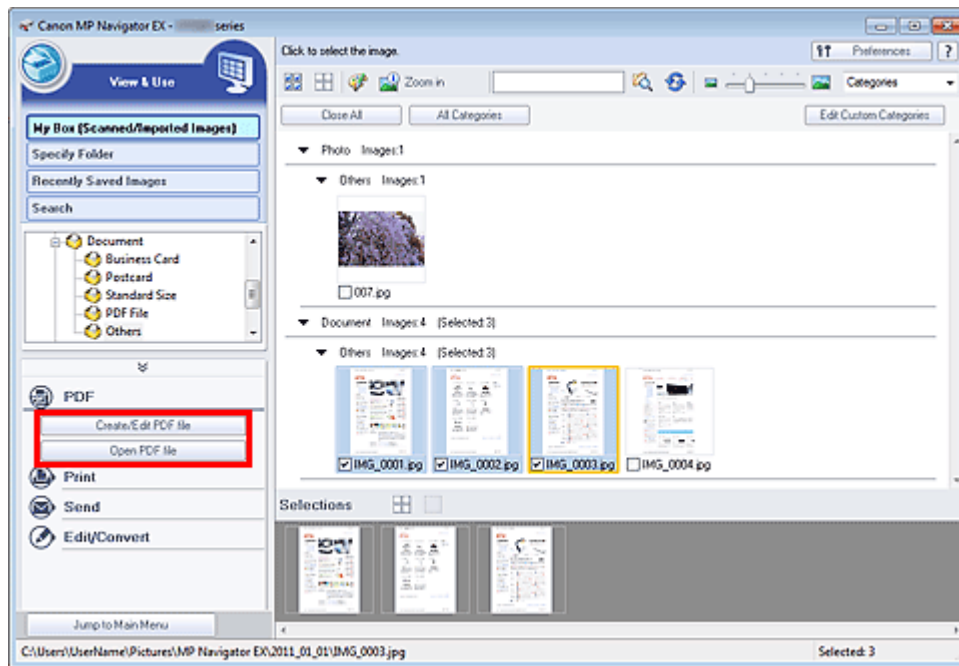 Canon MP Navigator EX - series
View & Use
Click to select the image.
Preferences
?
Zoom in
Categories
Close All
All Categories
Edit Custom Categories
My Box (Scanned/Imported Images)
Specify Folder
Recently Saved Images
Search
Document
Business Card
Postcard
Standard Size
PDF File
Others
Photo Images:1
Others Images:1
007.jpg
Document Images:4 (Selected:3)
Others Images:4 (Selected:3)
IMG_0001.jpg
IMG_0002.jpg
IMG_0003.jpg
IMG_0004.jpg
PDF
Create/Edit PDF file
Open PDF file
Print
Send
Edit/Convert
Selections
Jump to Main Menu
C:\Users\UserName\Pictures\MP Navigator EX\2011_01_01\IMG_0003.jpg
Selected: 3